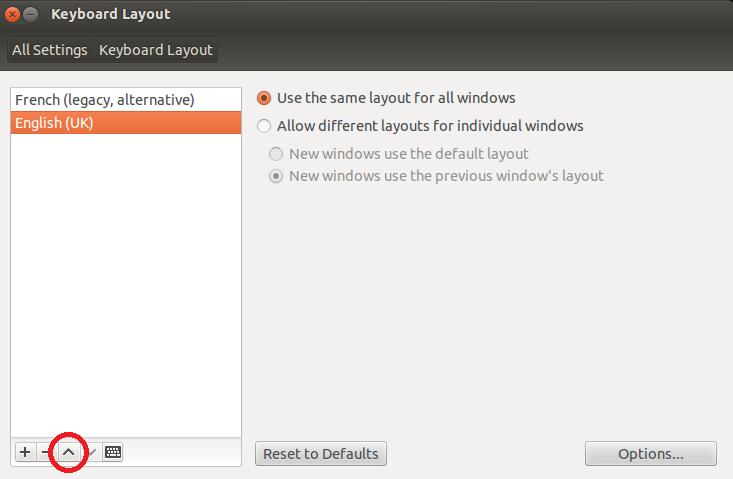 Keyboard Layout
All Settings Keyboard Layout
French (legacy, alternative)
English (UK)
Use the same layout for all windows
Allow different layouts for individual windows
New windows use the default layout
New windows use the previous window's layout
Reset to Defaults
Options...